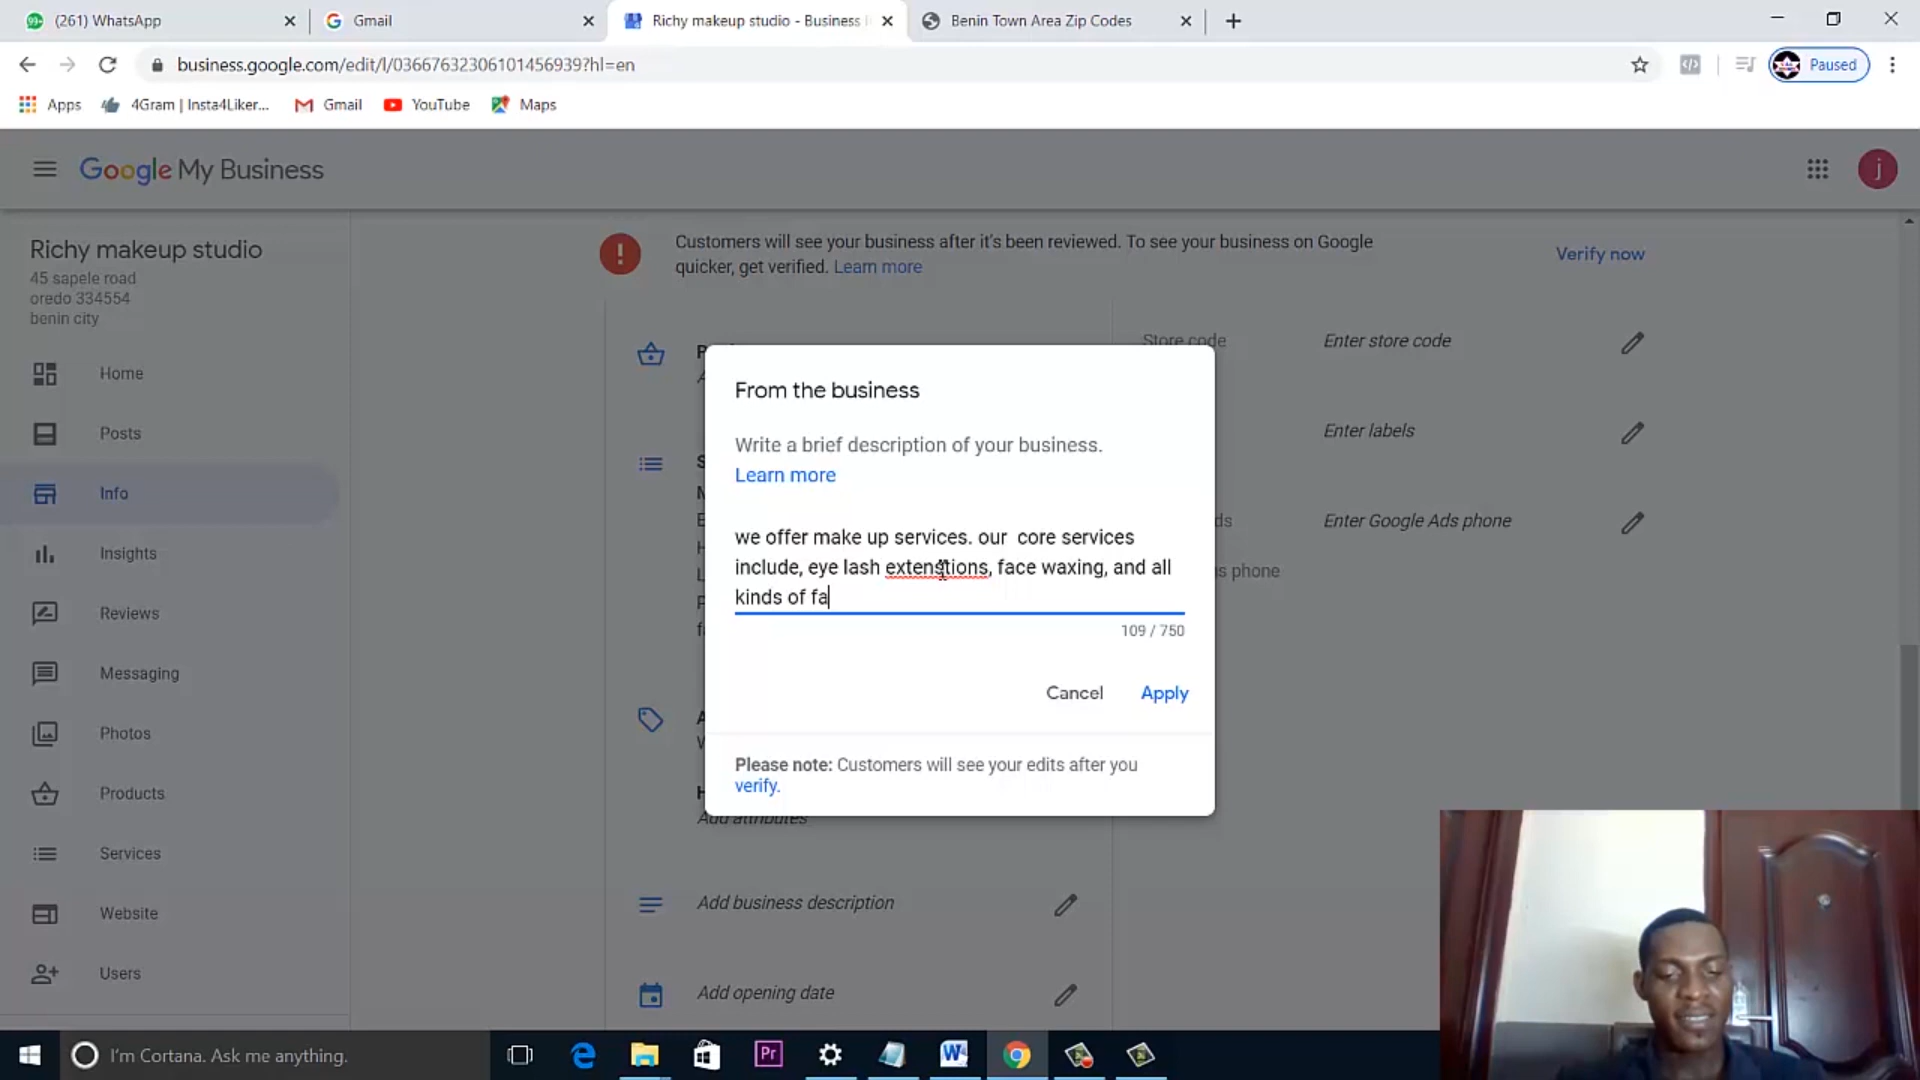 (261) WhatsApp
Gmail
Richy makeup studio - Business i
Benin Town Area Zip Codes
business.google.com/edit/l/03667632306101456939?hl=en
Paused
Apps
4Gram | Insta4Liker...
Gmail
YouTube
Maps
Google My Business
j
Richy makeup studio
45 sapele road
oredo 334554
benin city
Home
Posts
Info
Insights
Reviews
Messaging
Photos
Products
Services
Website
Users
Customers will see your business after it's been reviewed. To see your business on Google
quicker, get verified. Learn more
Verify now
Store code
Enter store code
Enter labels
Enter Google Ads phone
phone
From the business
Write a brief description of your business.
Learn more
we offer make up services. our  core services
include, eye lash extenstions, face waxing, and all
kinds of fa
109 / 750
Cancel
Apply
Please note: Customers will see your edits after you
verify.
Add attributes
Add business description
Add opening date
I'm Cortana. Ask me anything.
Pr